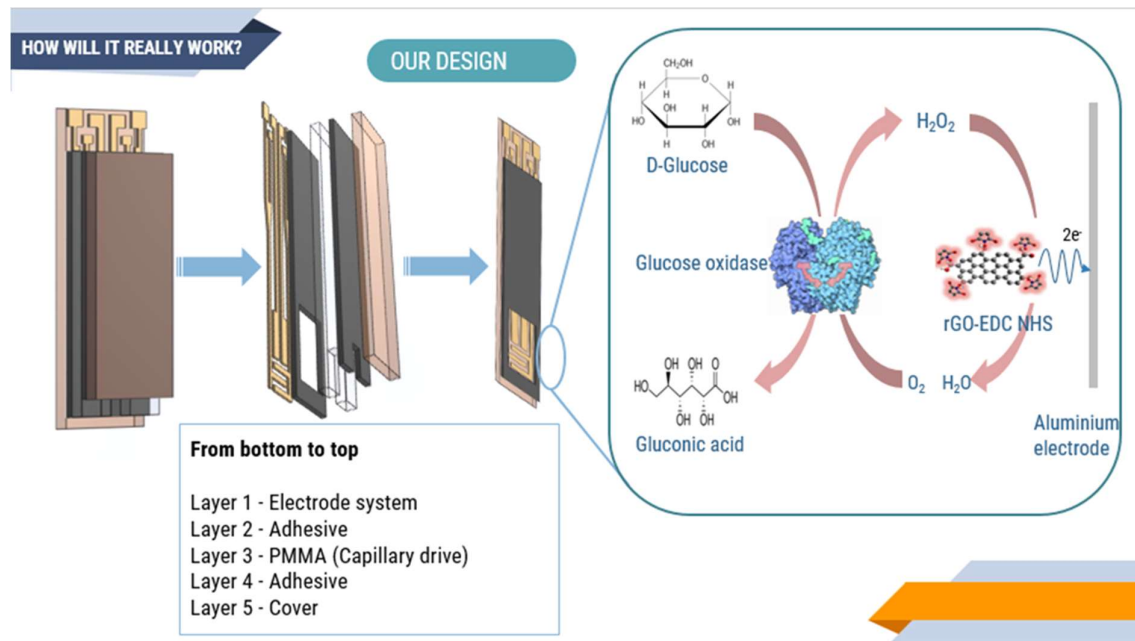 HOW WILL IT REALLY WORK?
OUR DESIGN
CH₂OH
O
H
H
H
H
OH
H
HO
OH
H
OH
D-Glucose
H₂O₂
Glucose oxidase
2e⁻
rGO-EDC NHS
O₂
H₂O
OH
OH
O
HO
OH
OH
OH
Gluconic acid
Aluminium
electrode
From bottom to top
Layer 1 - Electrode system
Layer 2 - Adhesive
Layer 3 - PMMA (Capillary drive)
Layer 4 - Adhesive
Layer 5 - Cover